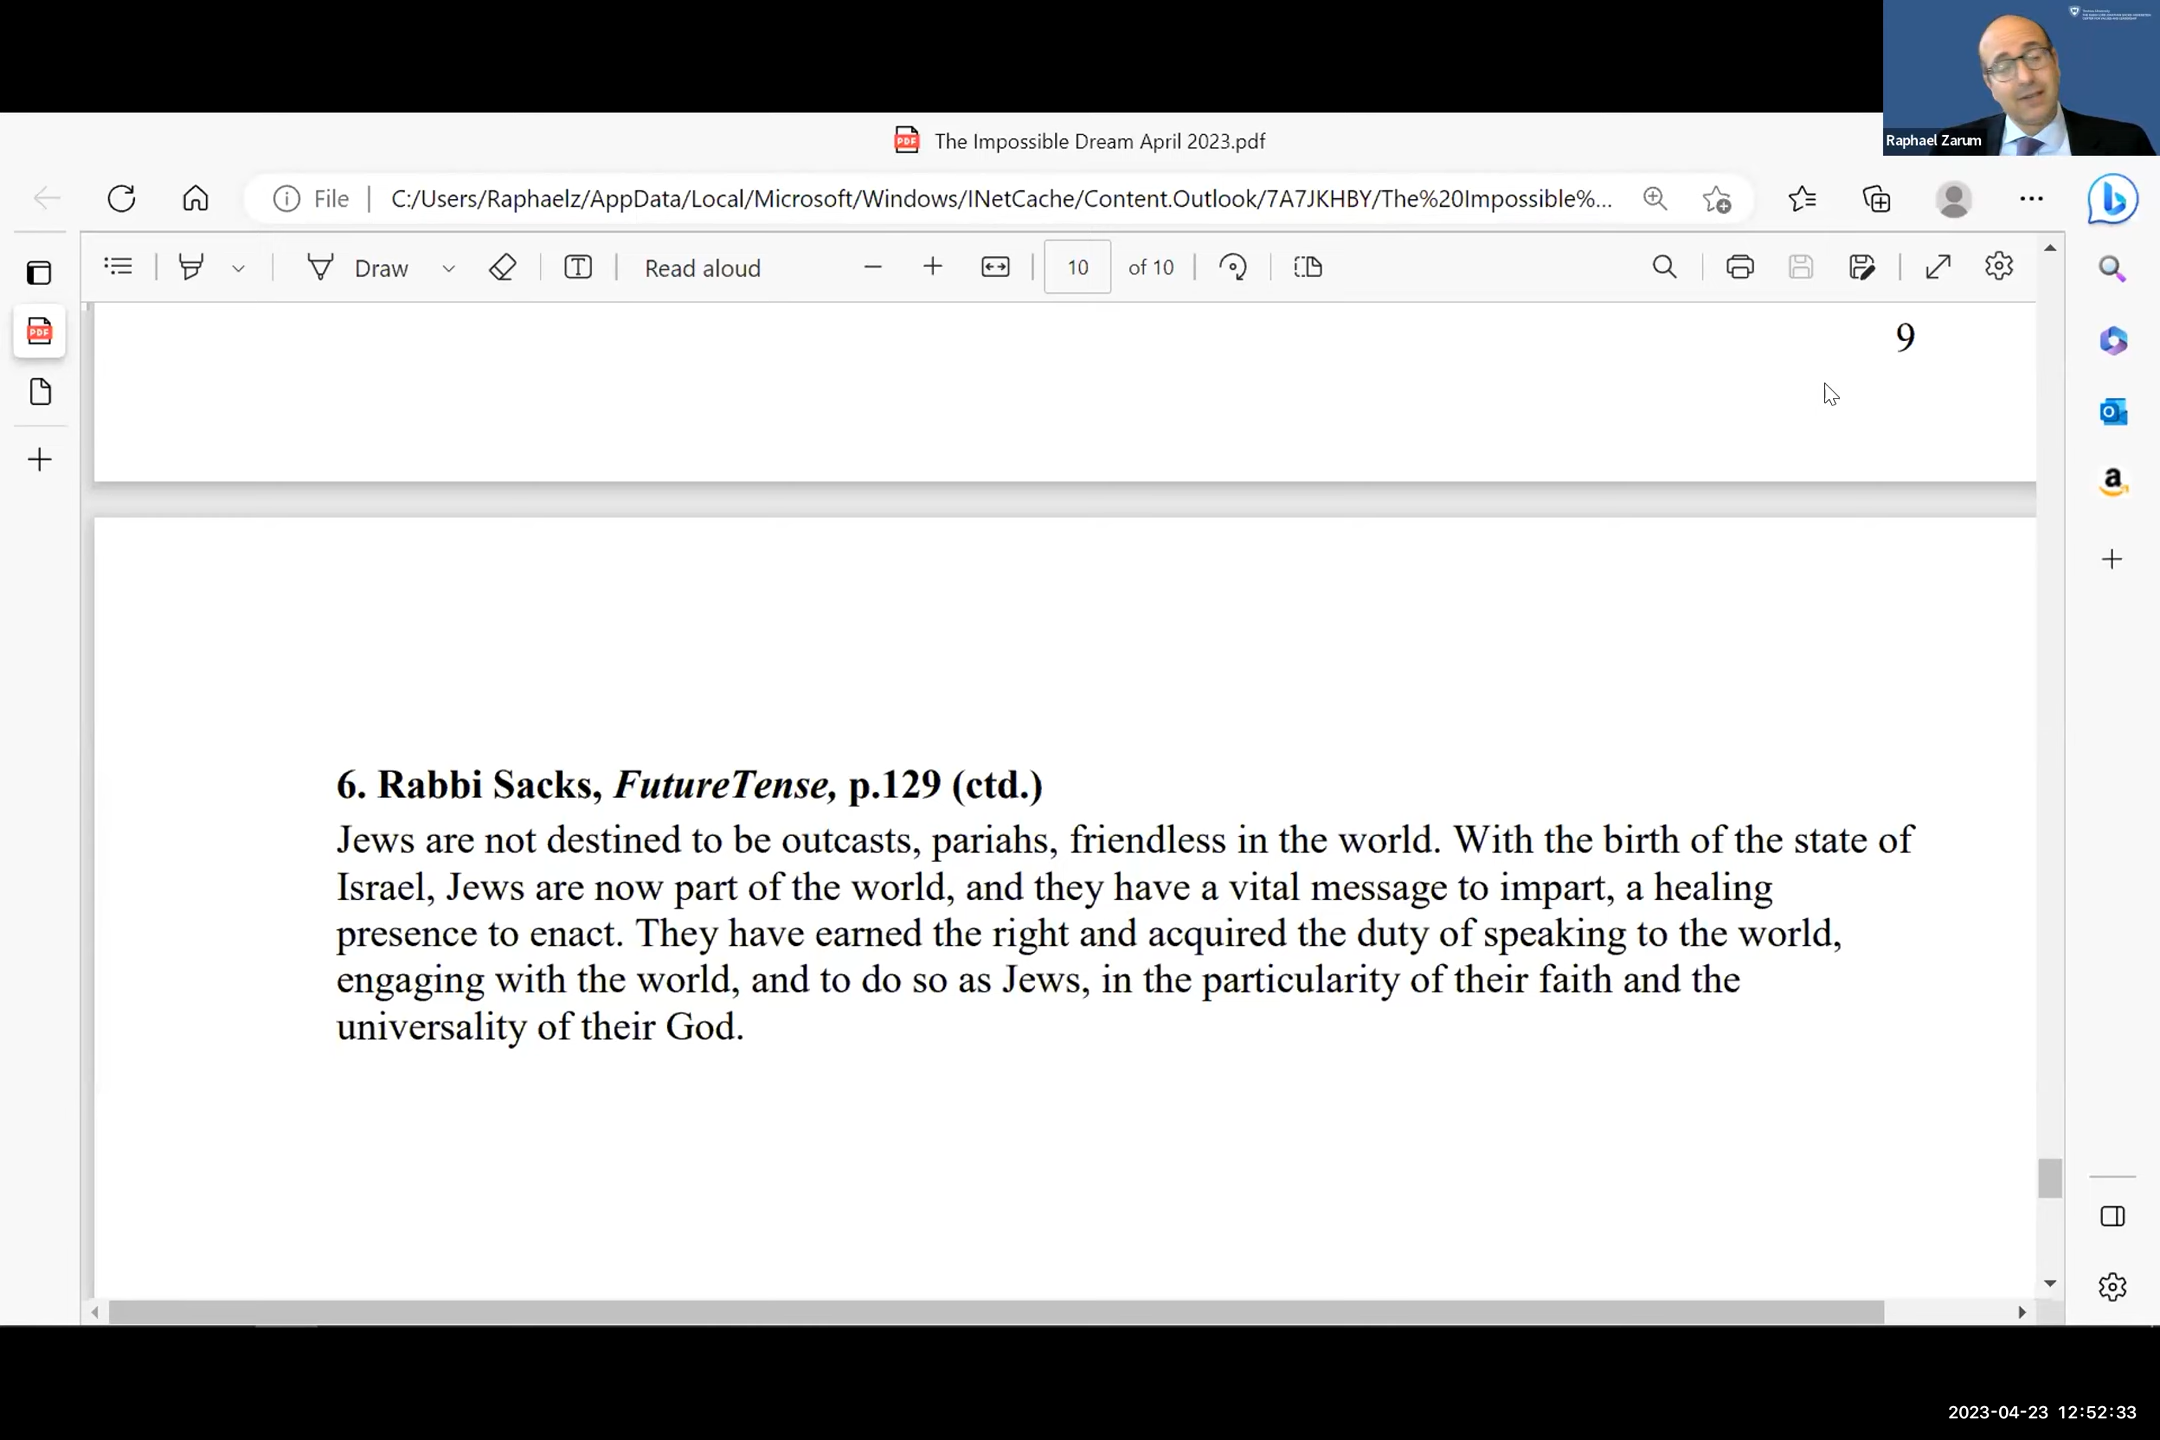 Raphael Zarum
The Impossible Dream April 2023.pdf
File
C:/Users/Raphaelz/AppData/Local/Microsoft/Windows/INetCache/Content.Outlook/7A7JKHBY/The%20Impossible%...
Draw
Read aloud
10
of 10
9
6. Rabbi Sacks, FutureTense, p.129 (ctd.)
Jews are not destined to be outcasts, pariahs, friendless in the world. With the birth of the state of
Israel, Jews are now part of the world, and they have a vital message to impart, a healing
presence to enact. They have earned the right and acquired the duty of speaking to the world,
engaging with the world, and to do so as Jews, in the particularity of their faith and the
universality of their God.
2023-04-23 12:52:33